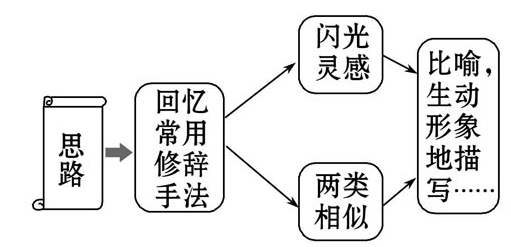 思路
回忆
常用
修辞
手法
闪光
灵感
两类
相似
比喻，
生动
形象
地描
写……